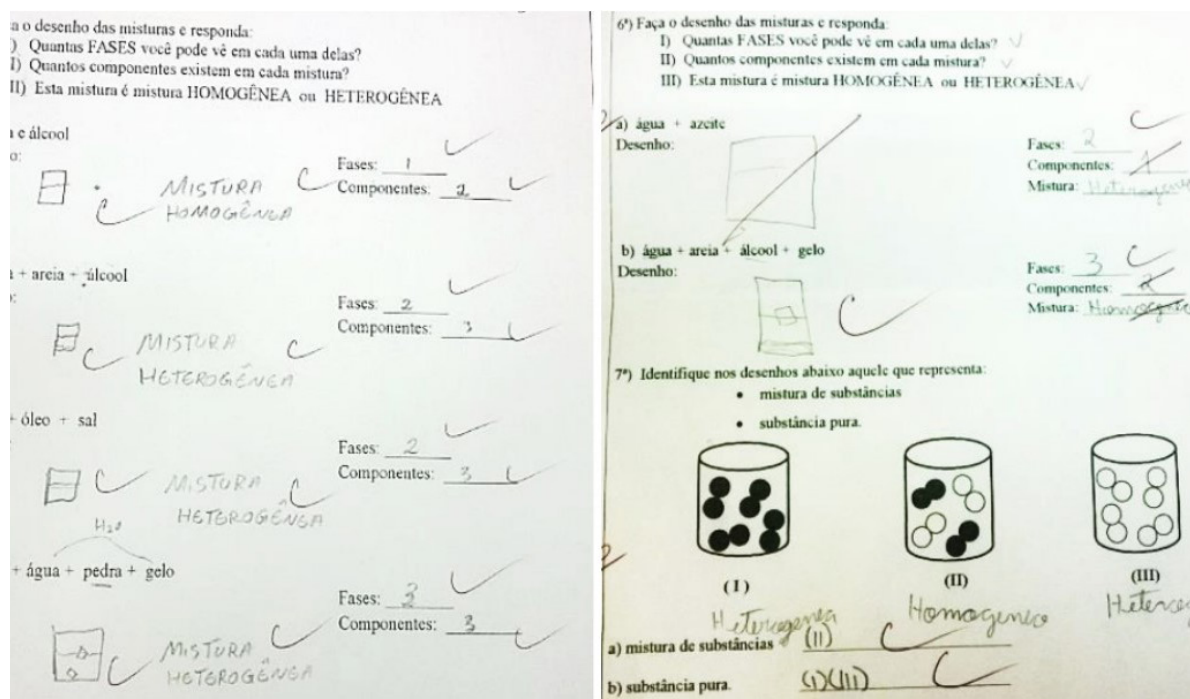 a o desenho das misturas e responda:
) Quantas FASES você pode vê em cada uma delas?
I) Quantos componentes existem em cada mistura?
II) Esta mistura é mistura HOMOGÊNEA ou HETEROGÊNEA
e álcool
o:
MISTURA
HOMOGÊNEA
Fases: 1
Componentes: 2
+ areia + álcool
MISTURA
HETEROGÊNEA
Fases: 2
Componentes: 3
+ óleo + sal
MISTURA
HETEROGÊNEA
Fases: 2
Componentes: 3
H₂O
+ água + pedra + gelo
MISTURA
HETEROGÊNEA
Fases: 3
Componentes: 3
6ª) Faça o desenho das misturas e responda:
I) Quantas FASES você pode vê em cada uma delas?
II) Quantos componentes existem em cada mistura?
III) Esta mistura é mistura HOMOGÊNEA ou HETEROGÊNEA
a) água + azeite
Desenho:
Fases: 2
Componentes: 1
Mistura: Heterogenea
b) água + areia + álcool + gelo
Desenho:
Fases: 3
Componentes: 2
Mistura:
7ª) Identifique nos desenhos abaixo aquele que representa:
• mistura de substâncias
• substância pura.
(I) (II) (III)
Heterogenea Homogenico Heteroge
a) mistura de substâncias (II)
b) substância pura. (I)(III)